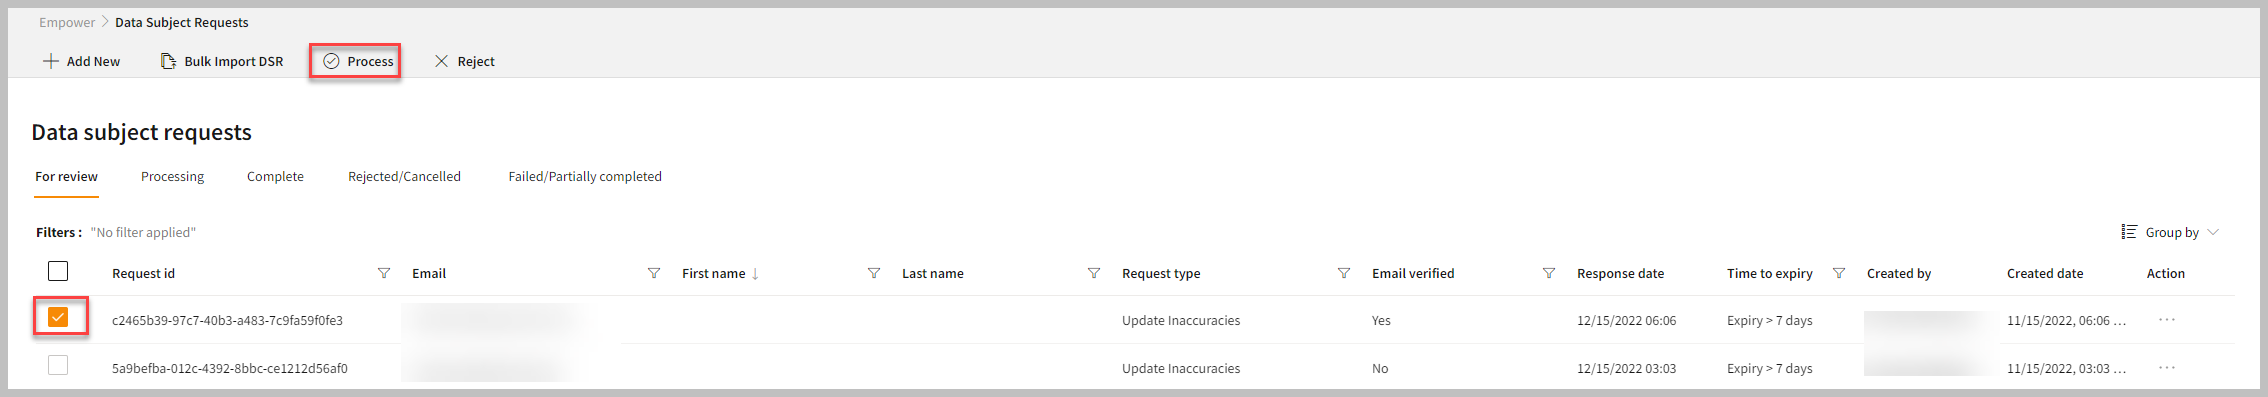 Empower > Data Subject Requests
Add New Bulk Import DSR Process Reject
Data subject requests
For review Processing Complete Rejected/Cancelled Failed/Partially completed
Filters : "No filter applied" Group by
Request id Email First name ↓ Last name Request type Email verified Response date Time to expiry Created by Created date Action
c2465b39-97c7-40b3-a483-7c9fa59f0fe3 Update Inaccuracies Yes 12/15/2022 06:06 Expiry > 7 days 11/15/2022, 06:06 ... ...
5a9befba-012c-4392-8bbc-ce1212d56af0 Update Inaccuracies No 12/15/2022 03:03 Expiry > 7 days 11/15/2022, 03:03 ... ...